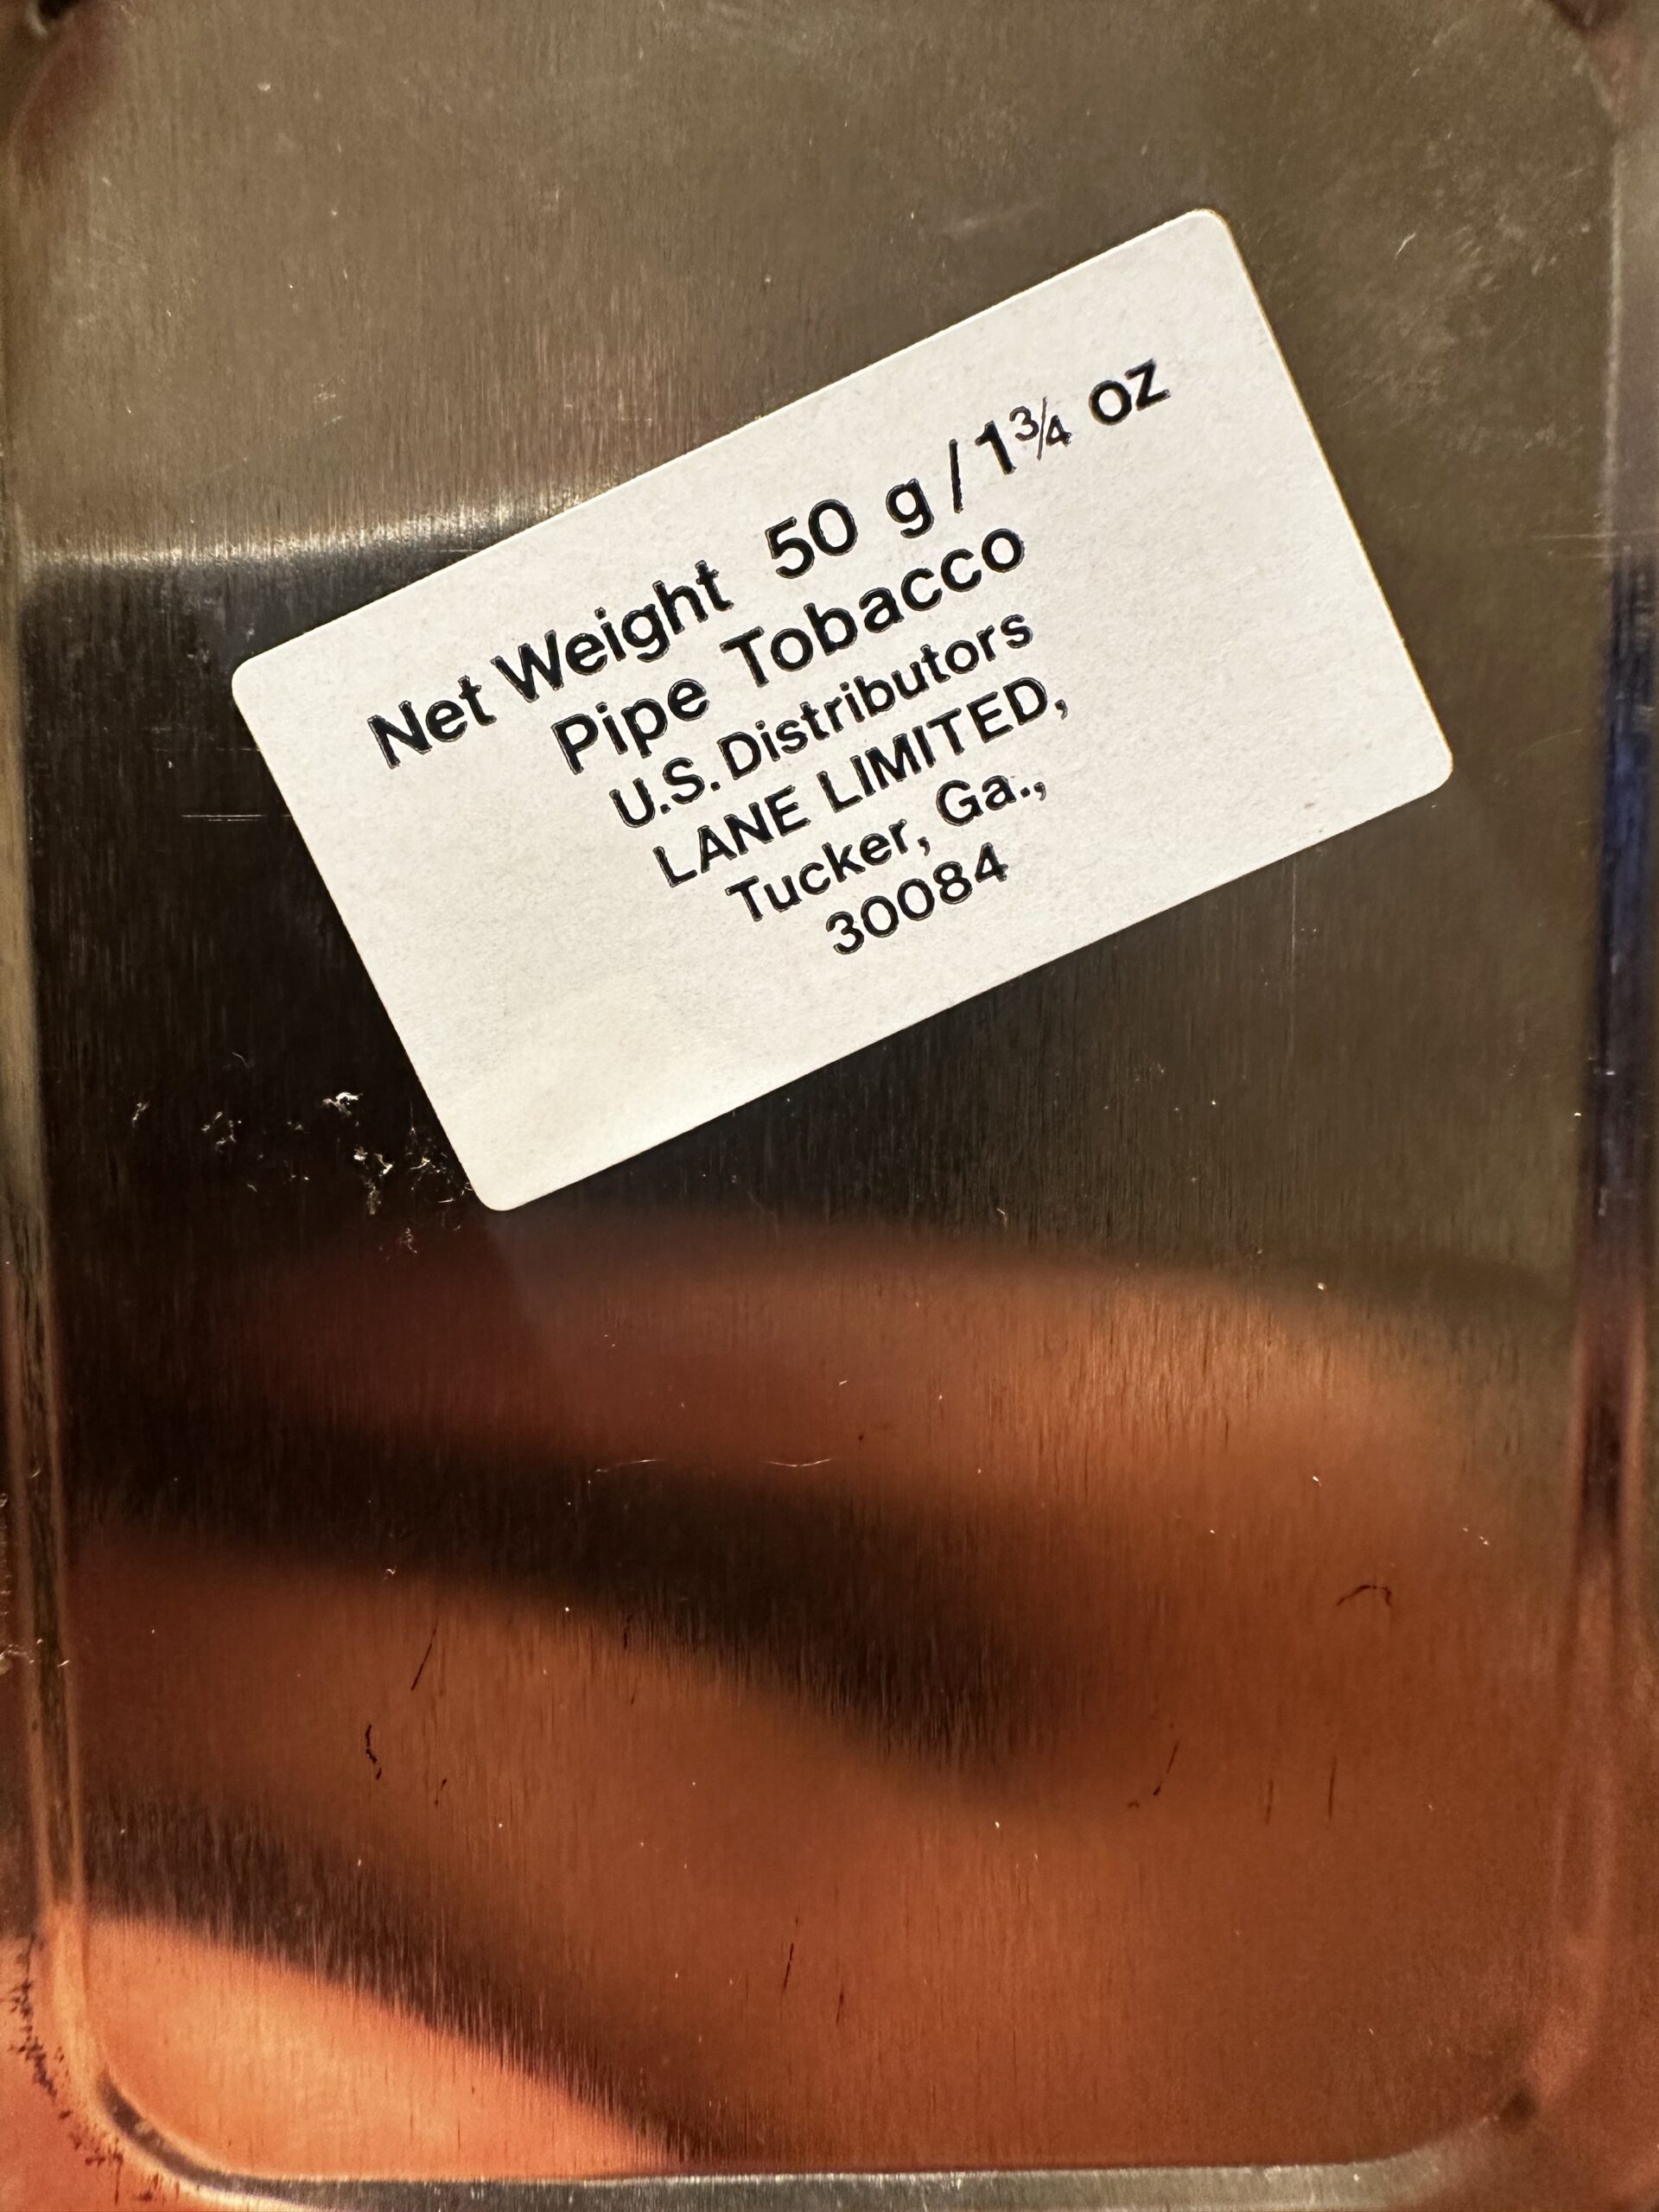 Net Weight 50 g/1¾ OZ
Pipe Tobacco
U.S. Distributors
LANE LIMITED,
Tucker, Ga.,
30084